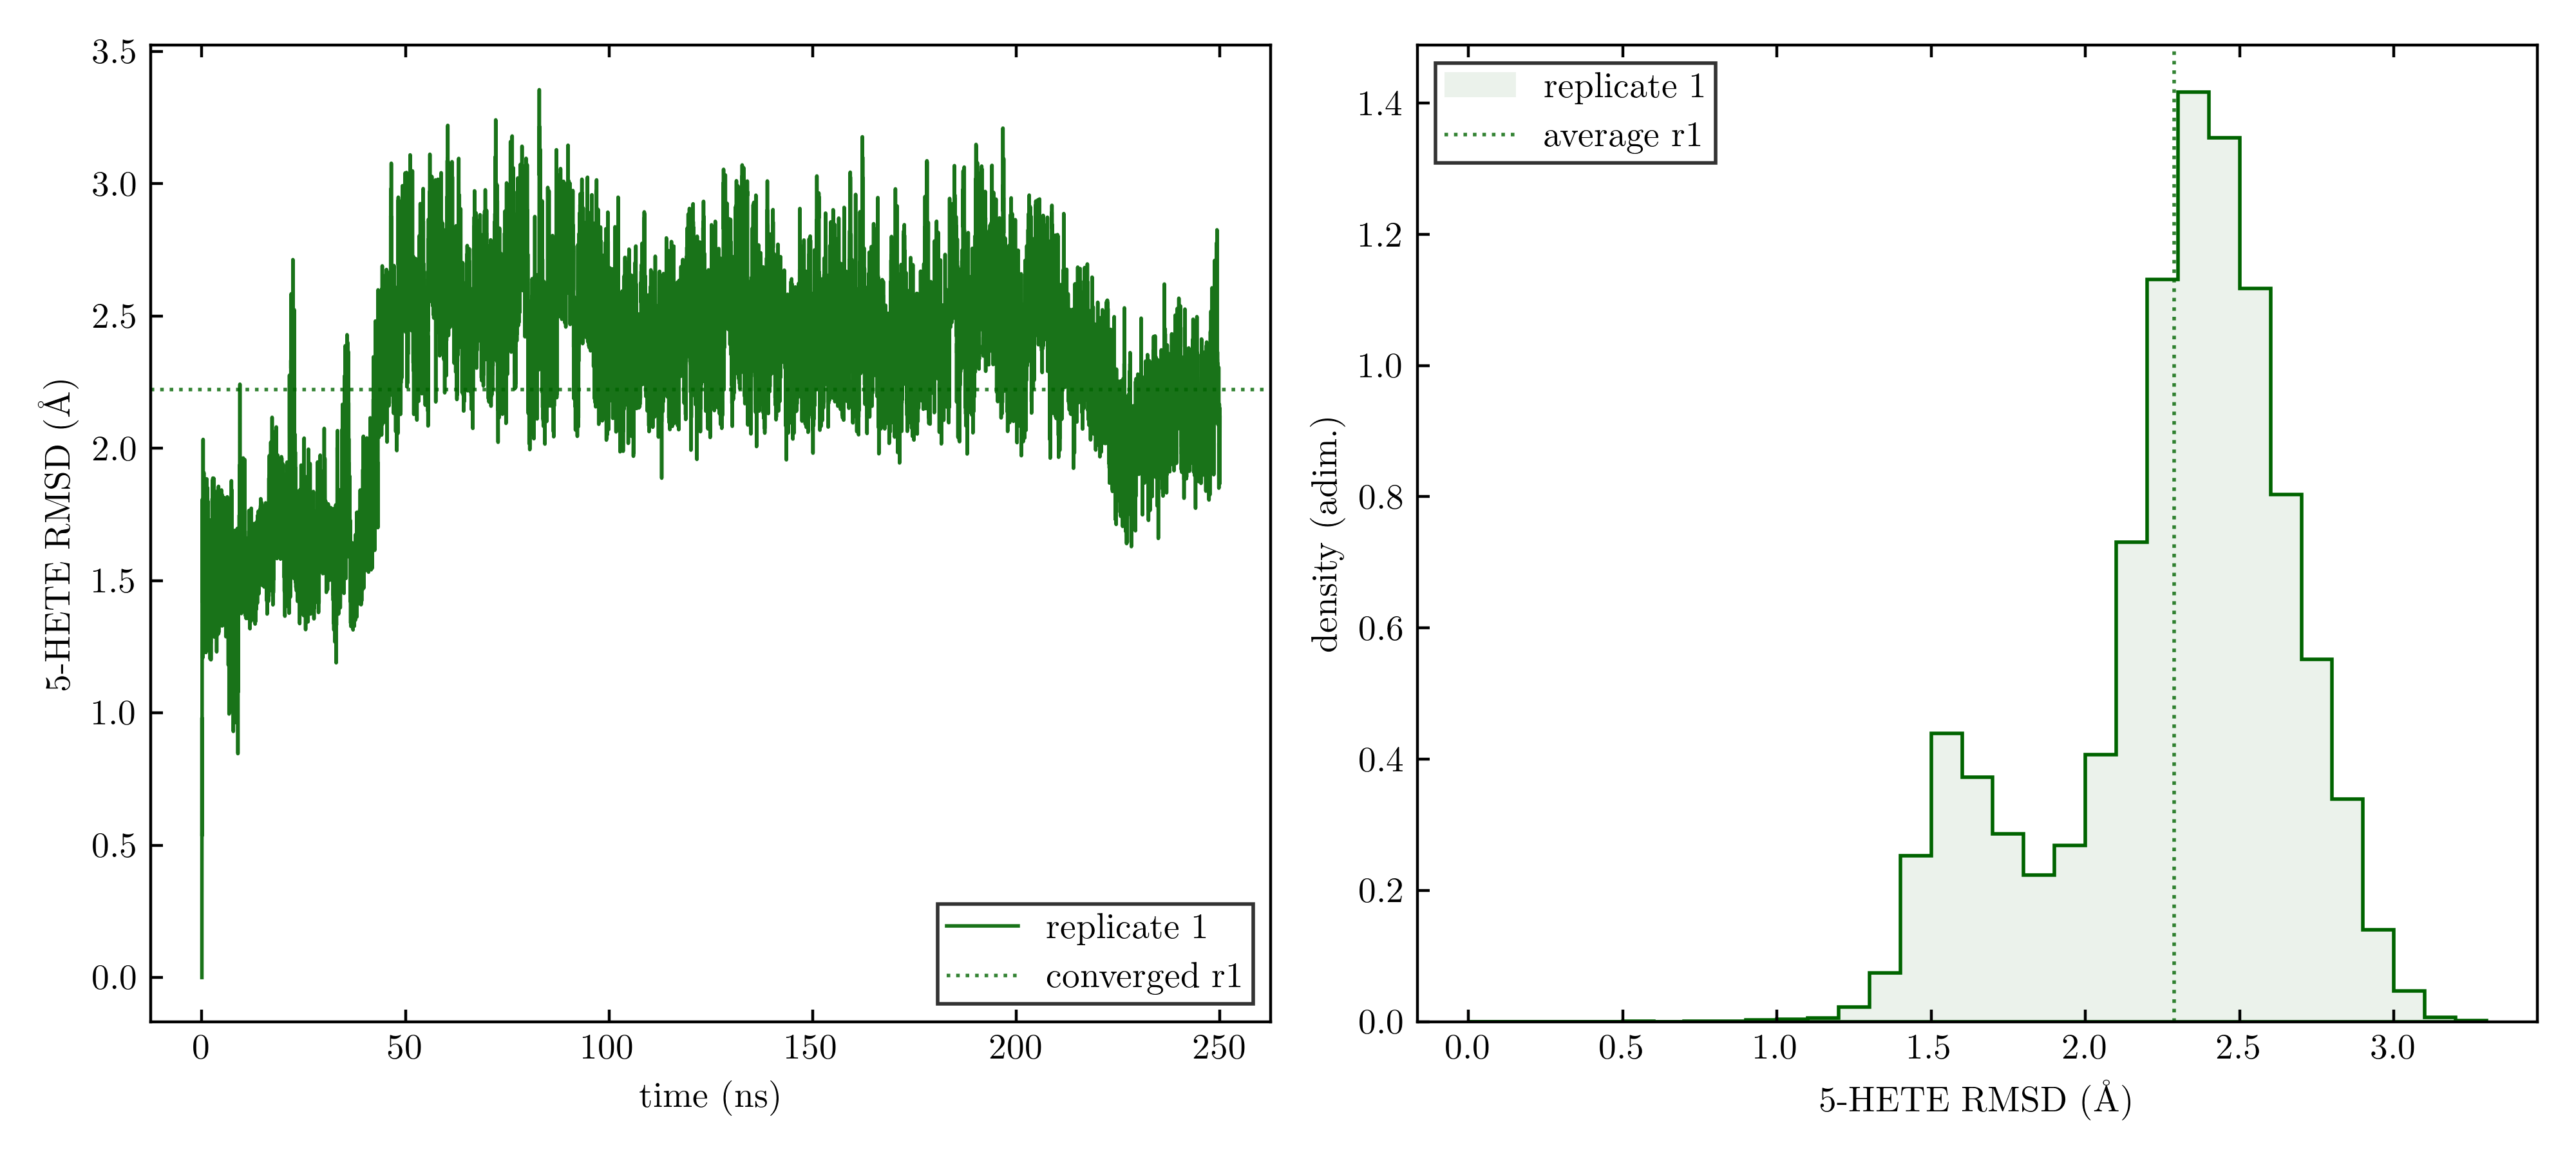 3.5
3.0
2.5
2.0
1.5
1.0
0.5
0.0
5-HETE RMSD (Å)
0 50 100 150 200 250
time (ns)
replicate 1
converged r1
1.4
1.2
1.0
0.8
0.6
0.4
0.2
0.0
density (adim.)
0.0 0.5 1.0 1.5 2.0 2.5 3.0
5-HETE RMSD (Å)
replicate 1
average r1